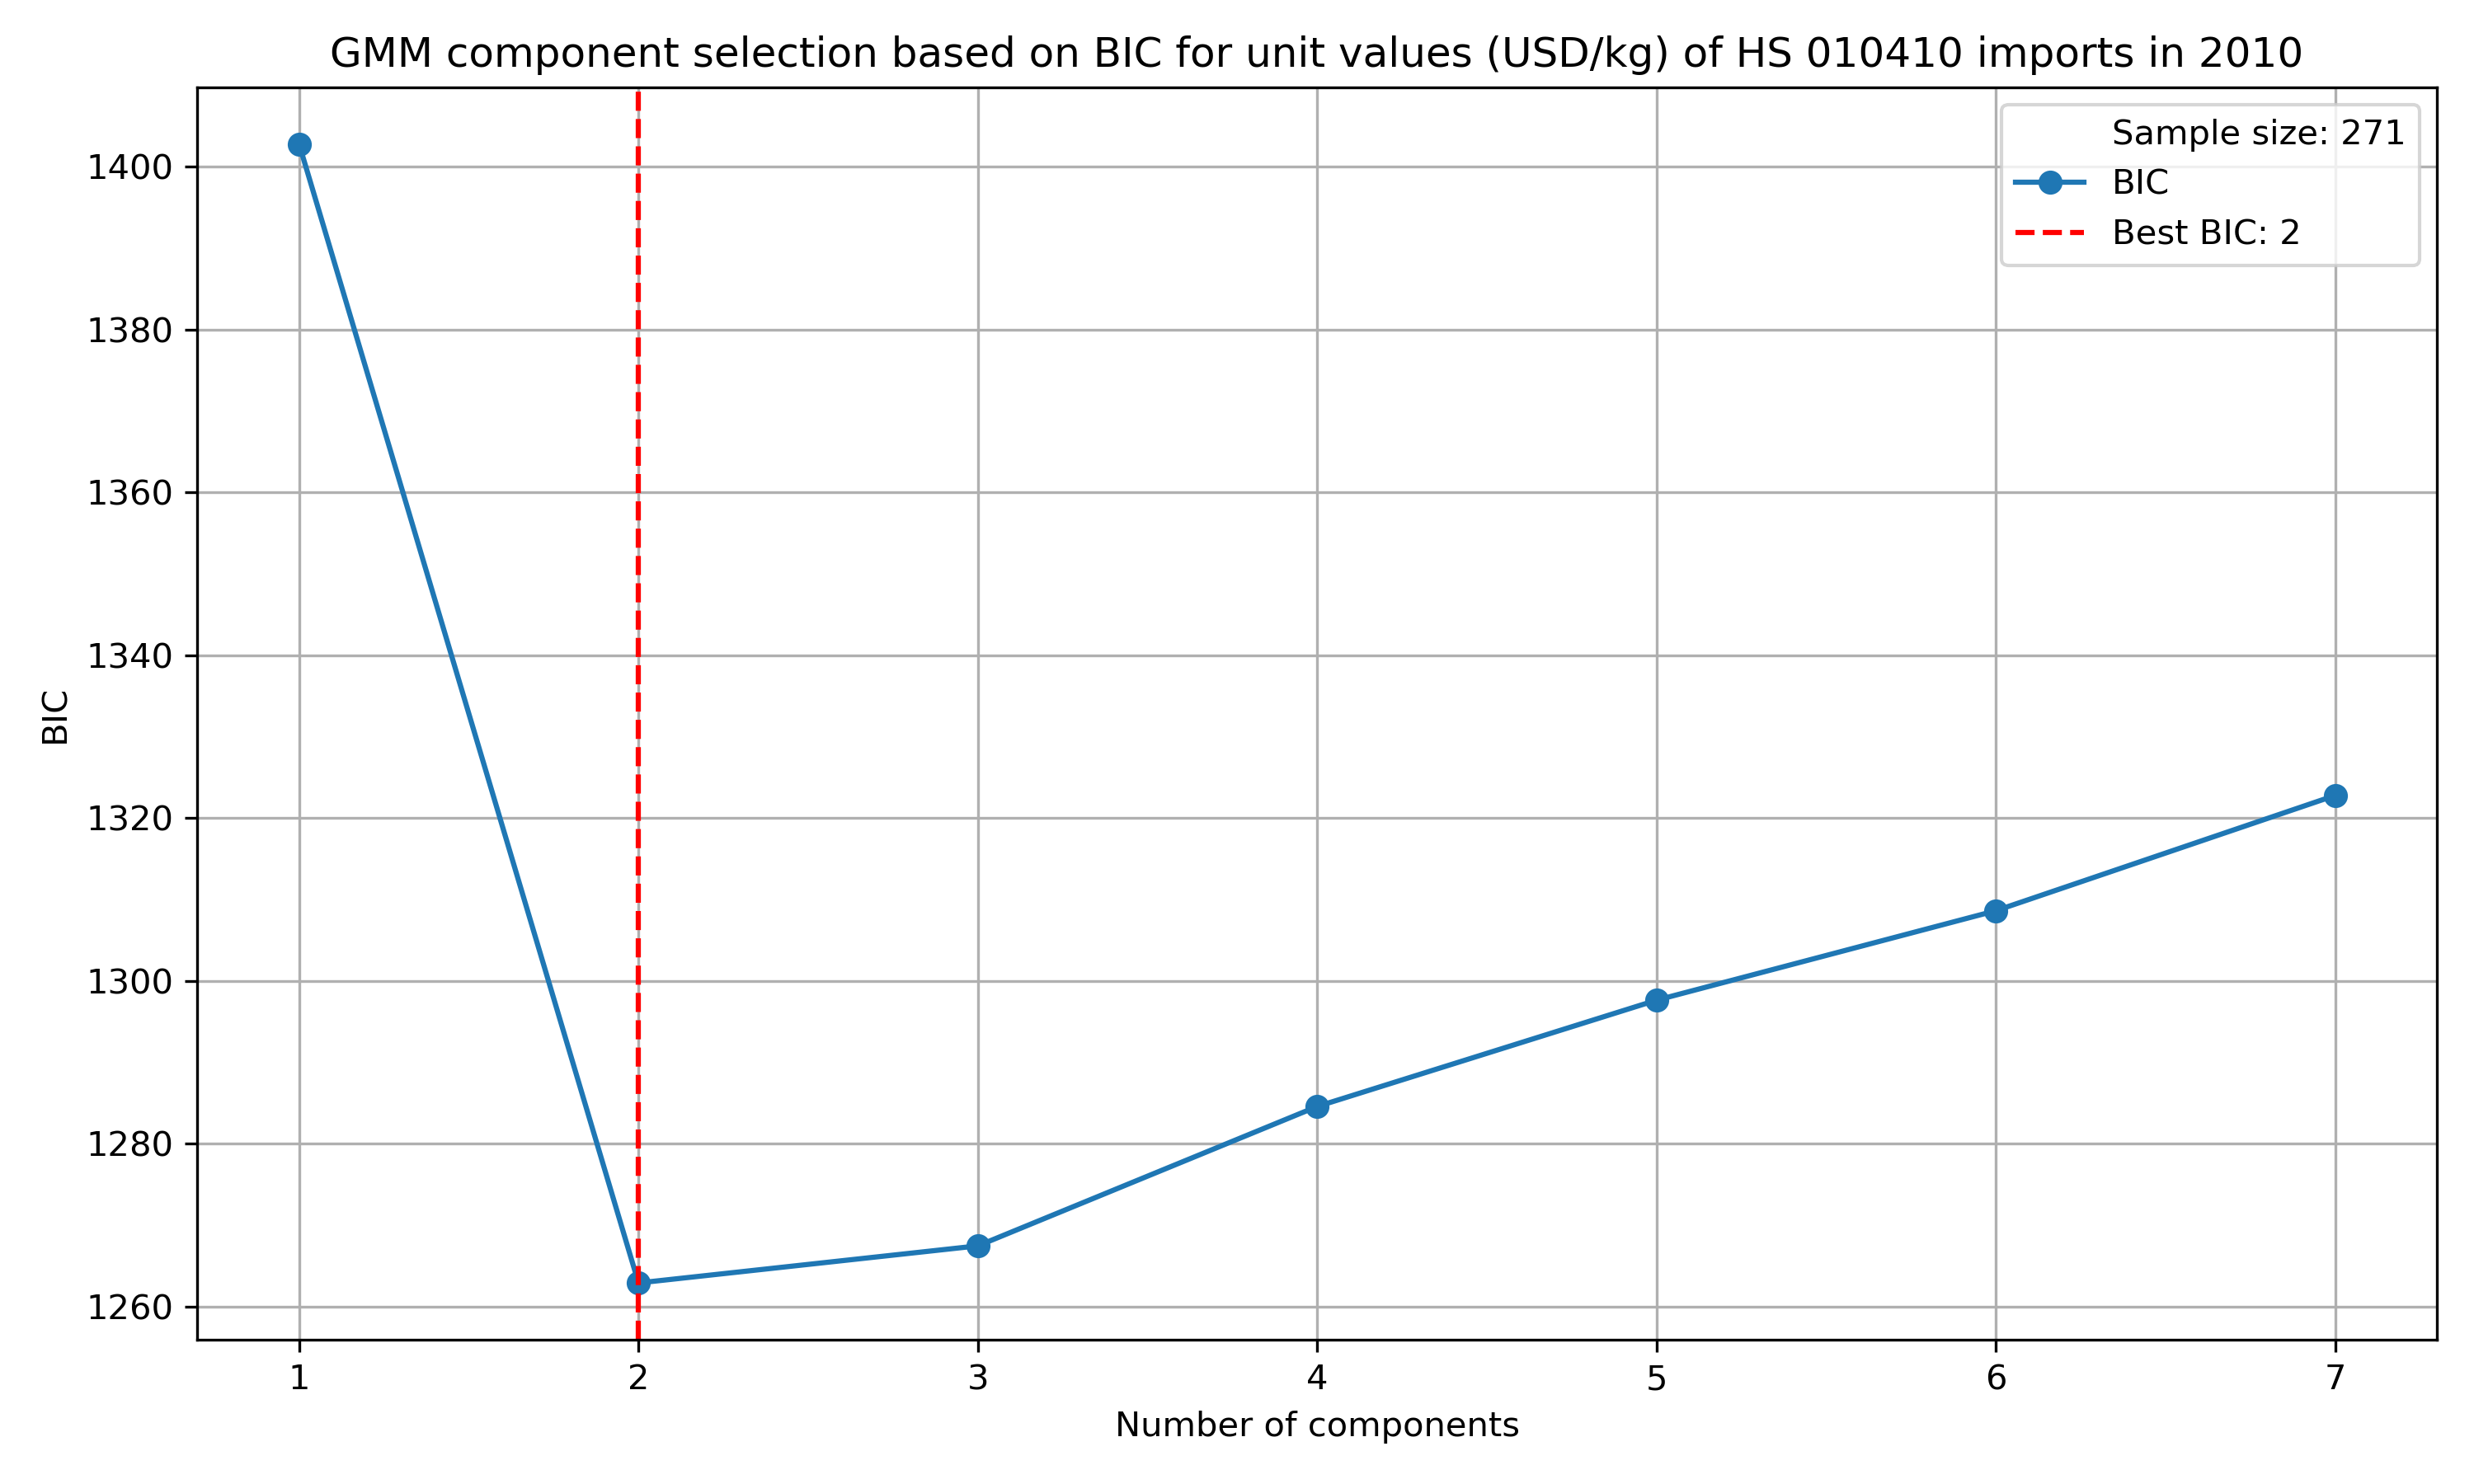 GMM component selection based on BIC for unit values (USD/kg) of HS 010410 imports in 2010
Sample size: 271
BIC
Best BIC: 2
BIC
1400
1380
1360
1340
1320
1300
1280
1260
1 2 3 4 5 6 7
Number of components